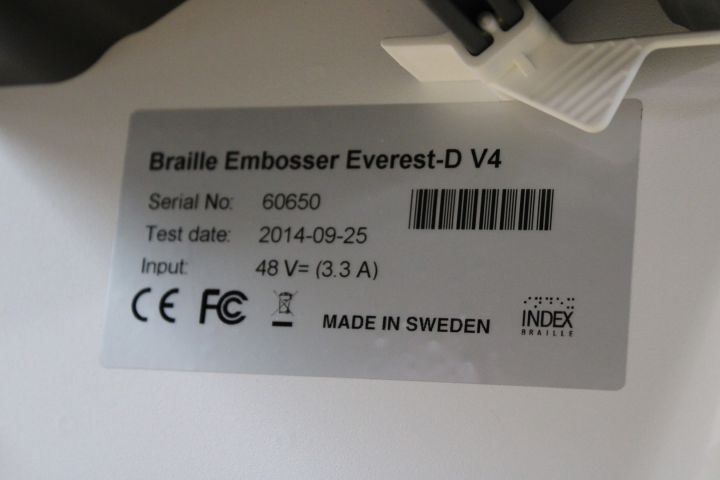 Braille Embosser Everest-D V4
Serial No: 60650
Test date: 2014-09-25
Input: 48 V= (3.3 A)
CE FC MADE IN SWEDEN
INDEX
BRAILLE